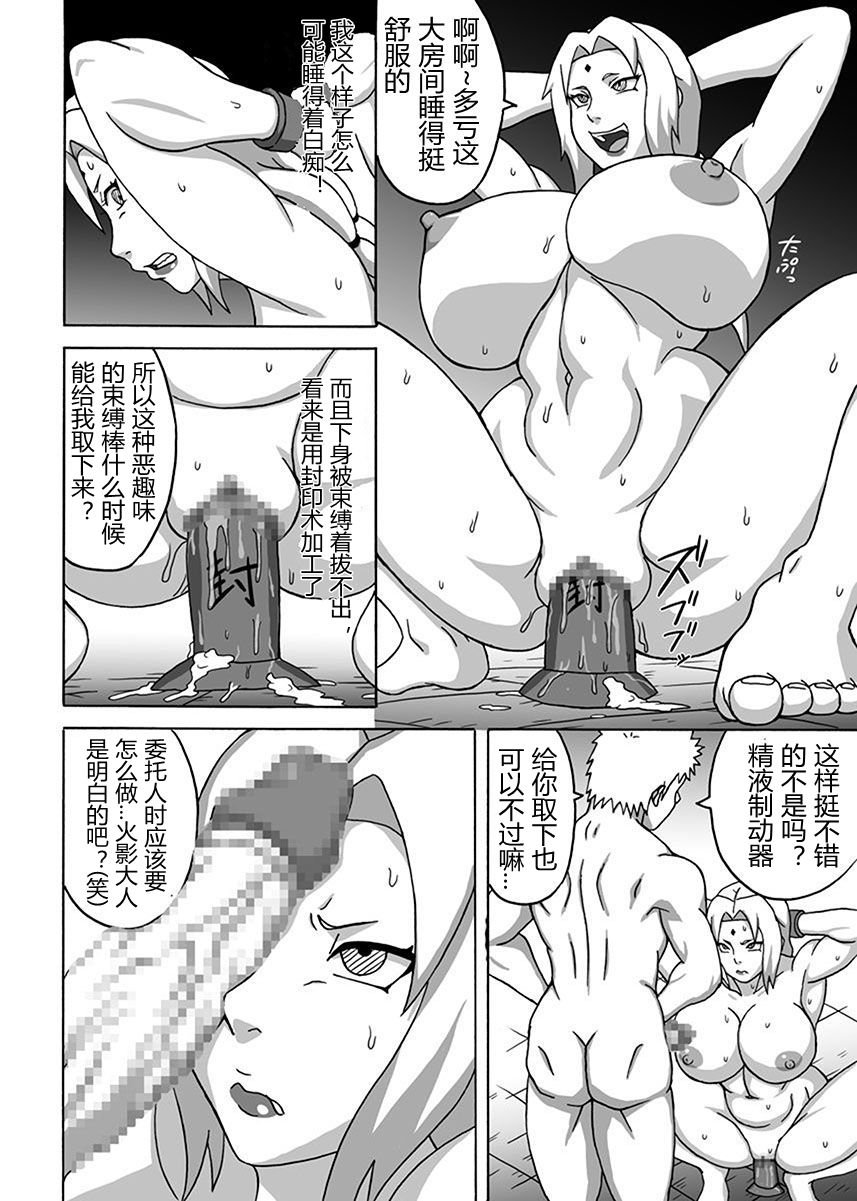 啊啊~多亏这
大房间睡得挺
舒服的
たぷぅっ
我这个样子怎么
可能睡得着白痴！
ズブブッ
封
而且下身被束缚着拔不出，
看来是用封印术加工了
所以这种恶趣味
的束缚棒什么时候
能给我取下来？
封
这样挺不错
的不是吗？
精液制动器
给你取下也
可以不过嘛…
委托人时应该要
怎么做…火影大人
是明白的吧？(笑)